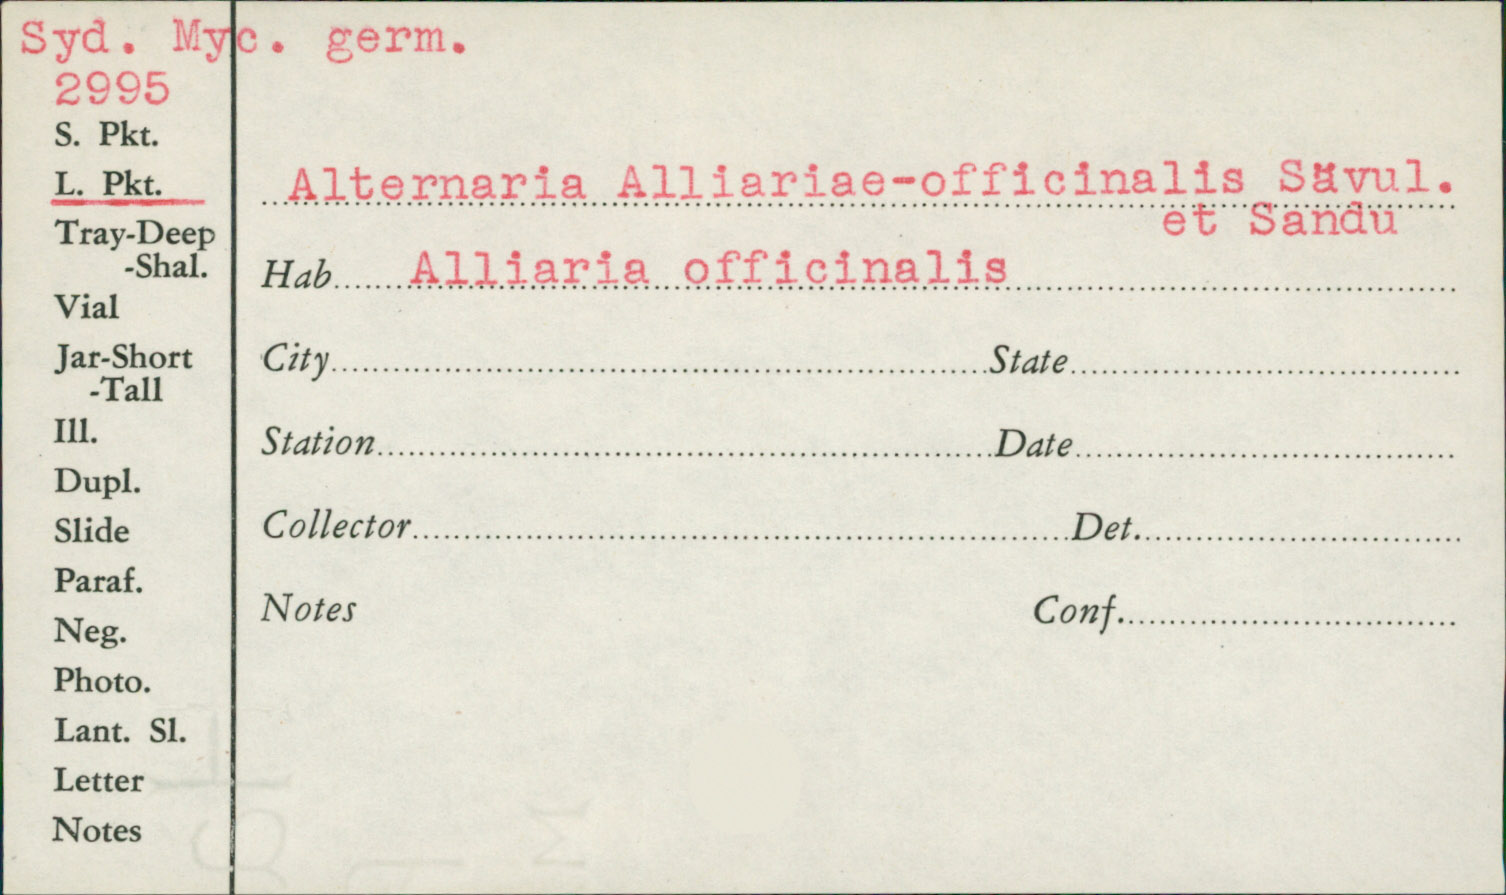 Syd. Myc. germ.
2995
S. Pkt.
L. Pkt.
Tray-Deep
-Shal.
Vial
Jar-Short
-Tall
Ill.
Dupl.
Slide
Paraf.
Neg.
Photo.
Lant. Sl.
Letter
Notes
Alternaria Alliariae-officinalis Săvul.
et Sandu
Hab. Alliaria officinalis
City State
Station Date
Collector Det.
Notes Conf.